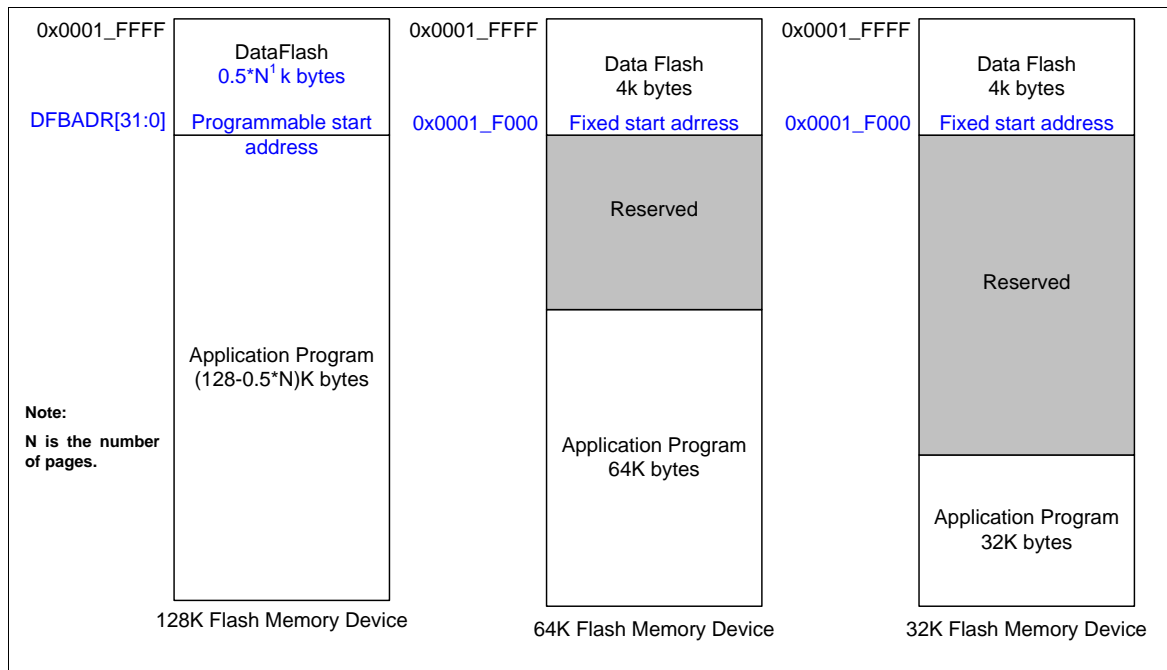 0x0001_FFFF
DataFlash
0.5*N1 k bytes
DFBADR[31:0]
Programmable start
address
Application Program
(128-0.5*N)K bytes
Note:
N is the number
of pages.
128K Flash Memory Device
0x0001_FFFF
Data Flash
4k bytes
0x0001_F000
Fixed start adrress
Reserved
Application Program
64K bytes
64K Flash Memory Device
0x0001_FFFF
Data Flash
4k bytes
0x0001_F000
Fixed start address
Reserved
Application Program
32K bytes
32K Flash Memory Device